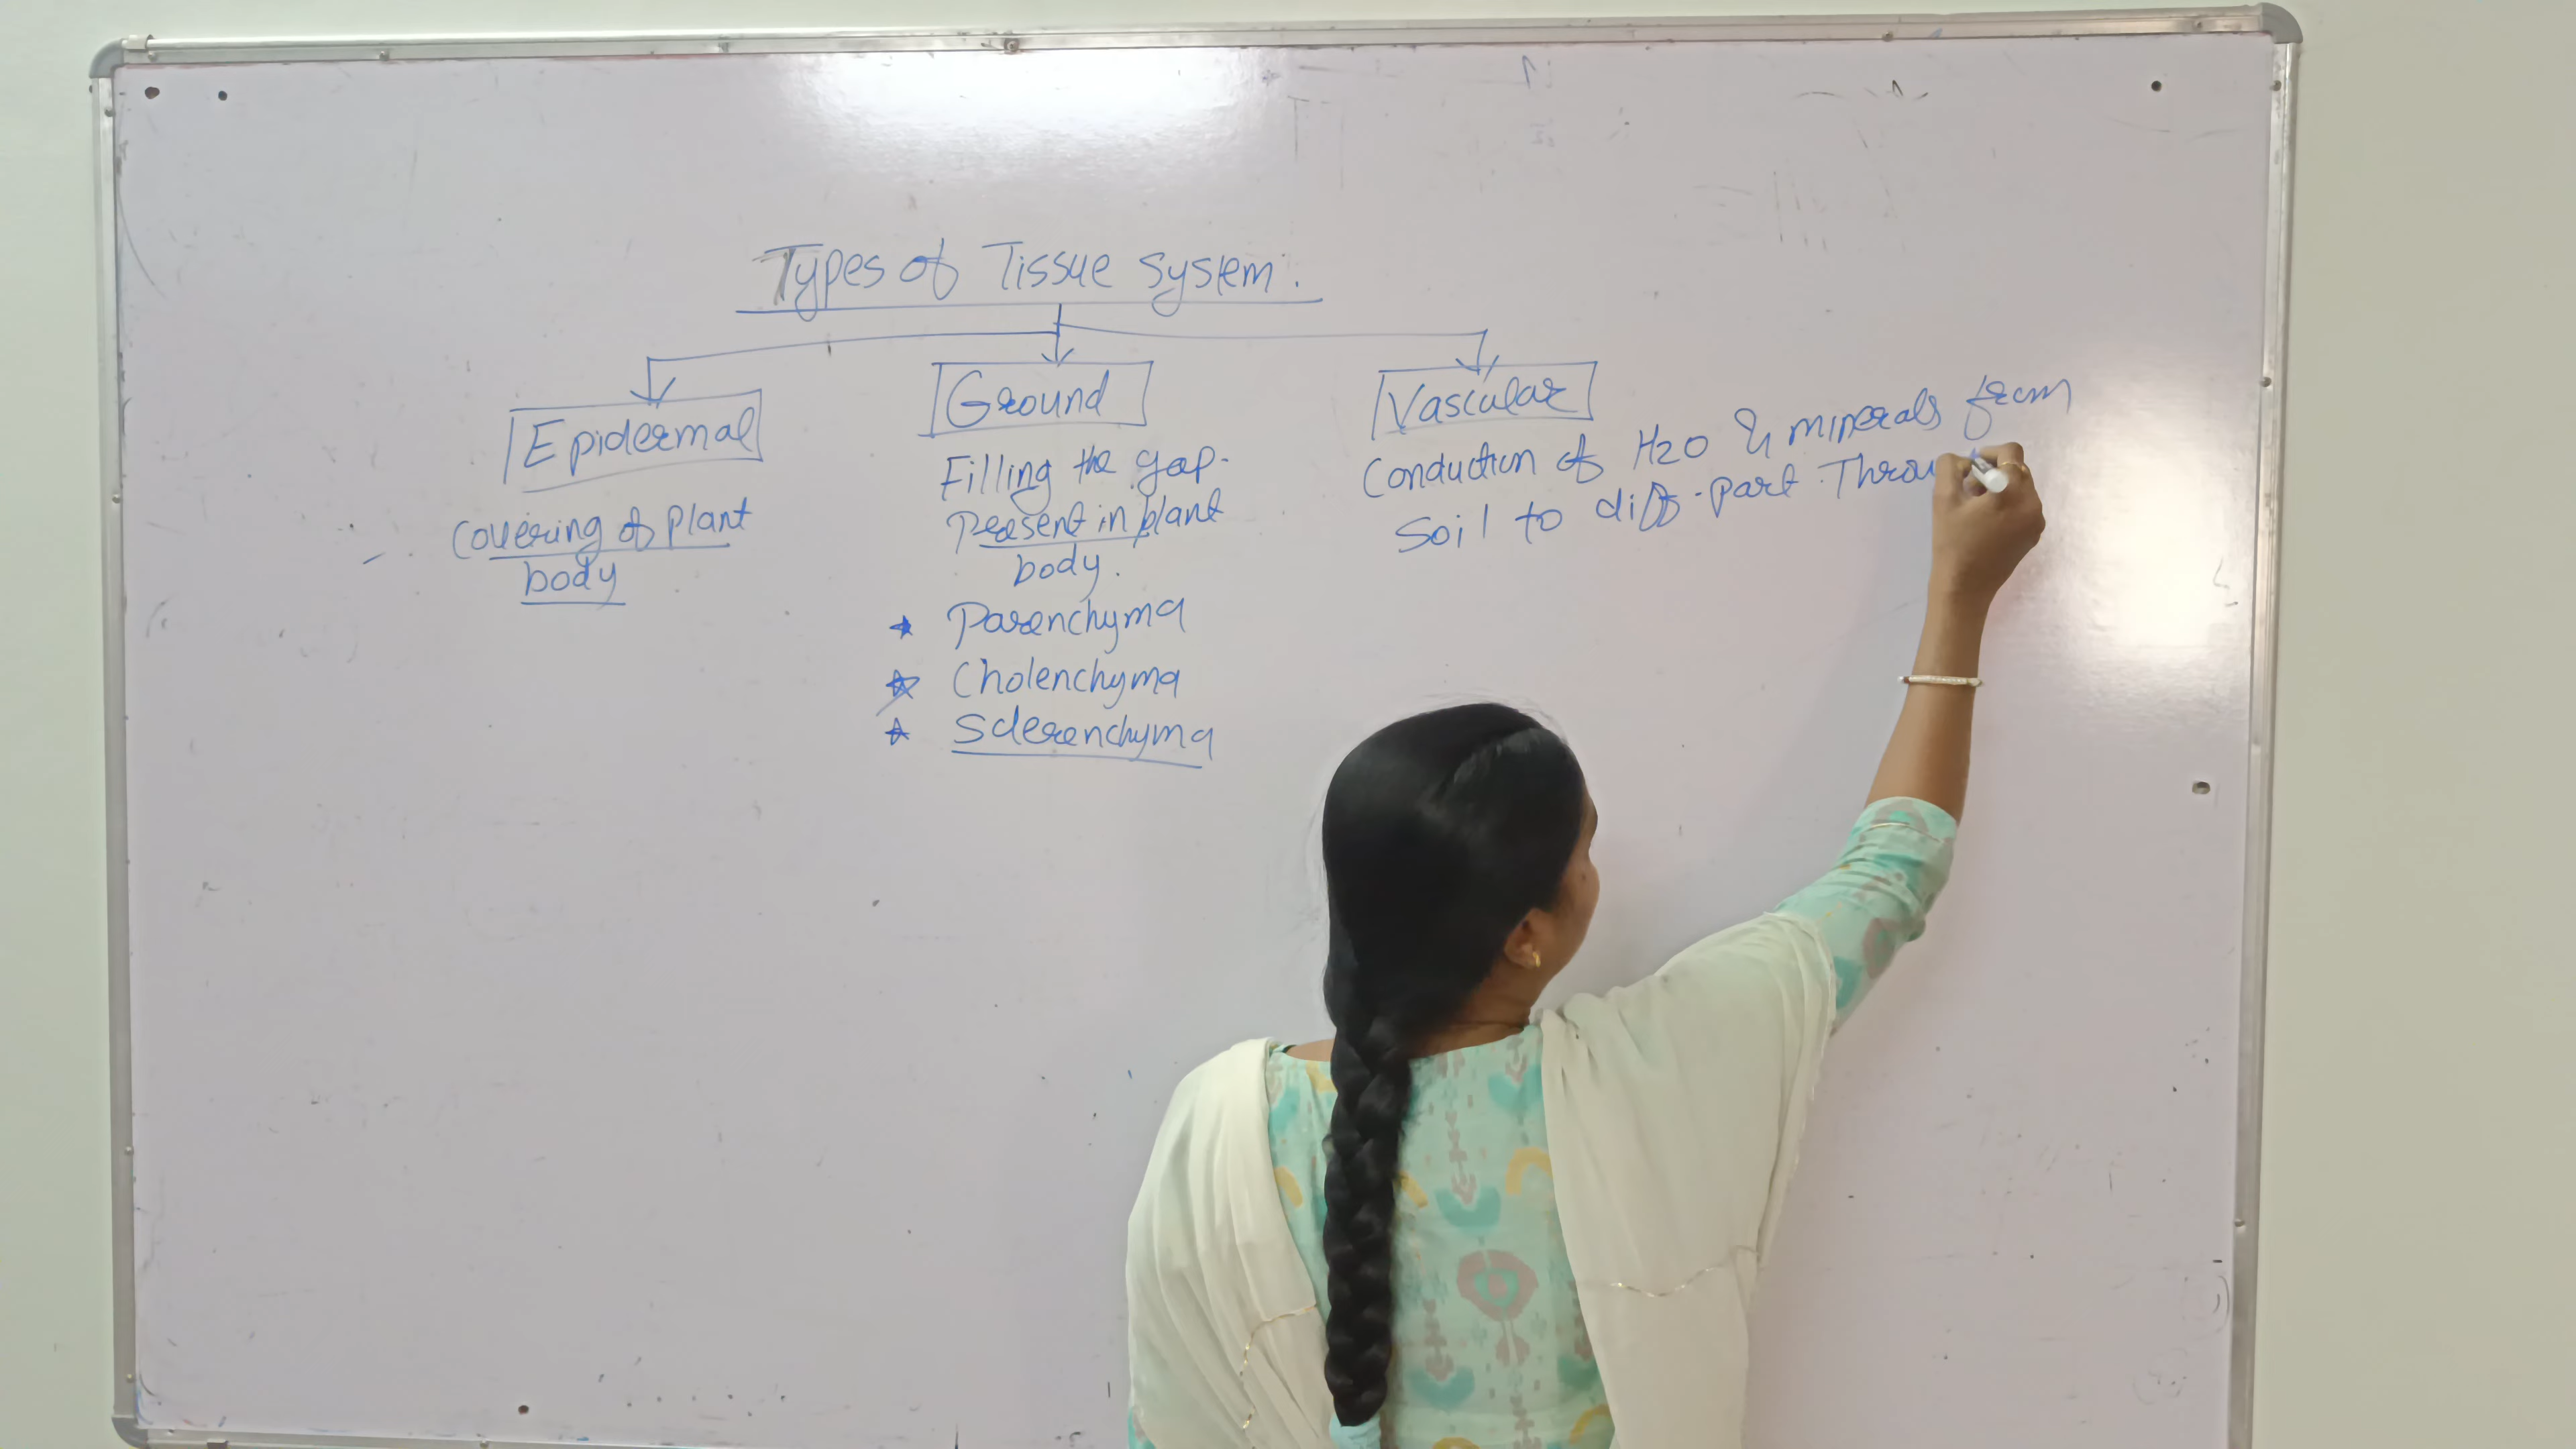 Types of Tissue System.
Epidermal
Covering of plant
body
Ground
Filling the gap.
Present in plant
body.
★ Parenchyma
★ Cholenchyma
★ Sclerenchyma
Vascular
Conduction of H2O & minerals from
Soil to diff. part